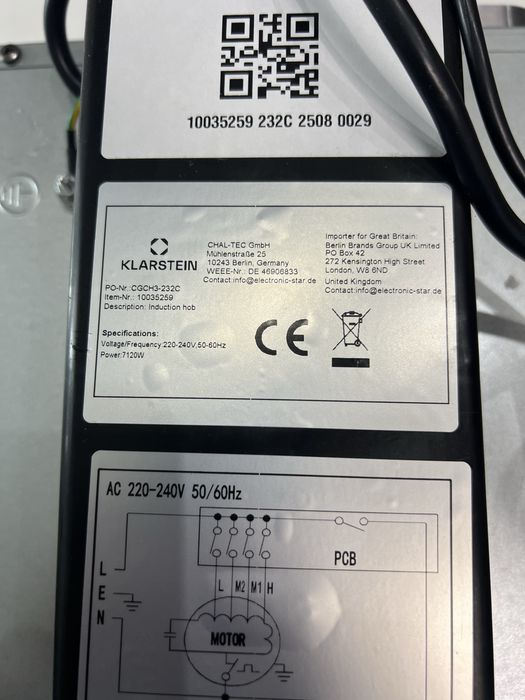 10035259 232C 2508 0029
KLARSTEIN
CHAL-TEC GmbH
Mühlenstraße 25
10243 Berlin, Germany
WEEE-Nr.: DE 46906833
Contact:info@electronic-star.de
Importer for Great Britain:
Berlin Brands Group UK Limited
PO Box 42
272 Kensington High Street
London, W8 6ND
United Kingdom
Contact:info@electronic-star.de
PO-Nr.: CGCH3-232C
Item-Nr.: 10035259
Description: Induction hob
Specifications:
Voltage/Frequency:220-240V,50-60Hz
Power:7120W
CE
AC 220-240V 50/60Hz
PCB
L
E
N
L M2 M1 H
MOTOR